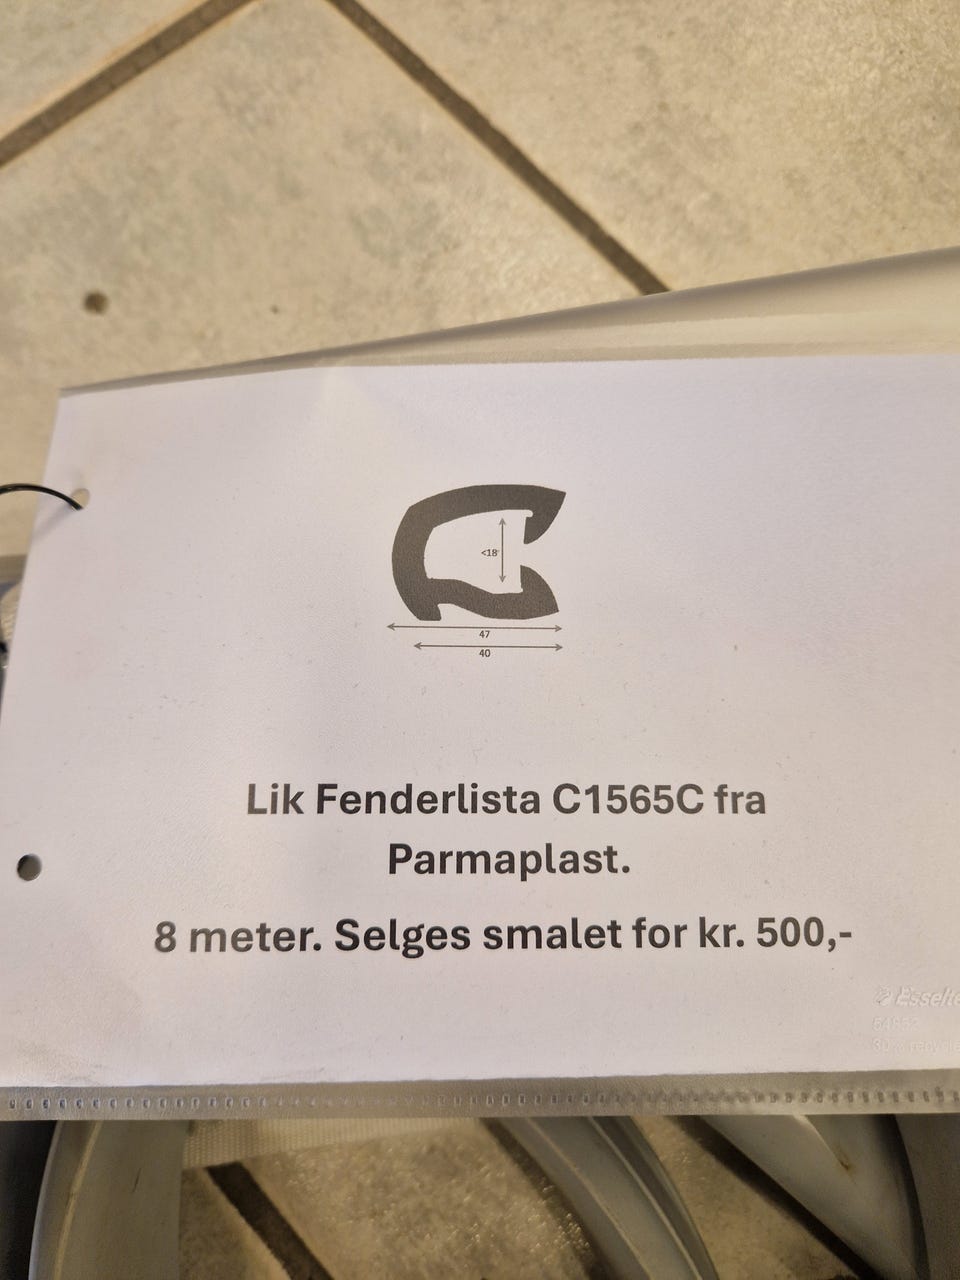 <18
47
40
Lik Fenderlista C1565C fra
Parmaplast.
8 meter. Selges smalet for kr. 500,-
Esselte